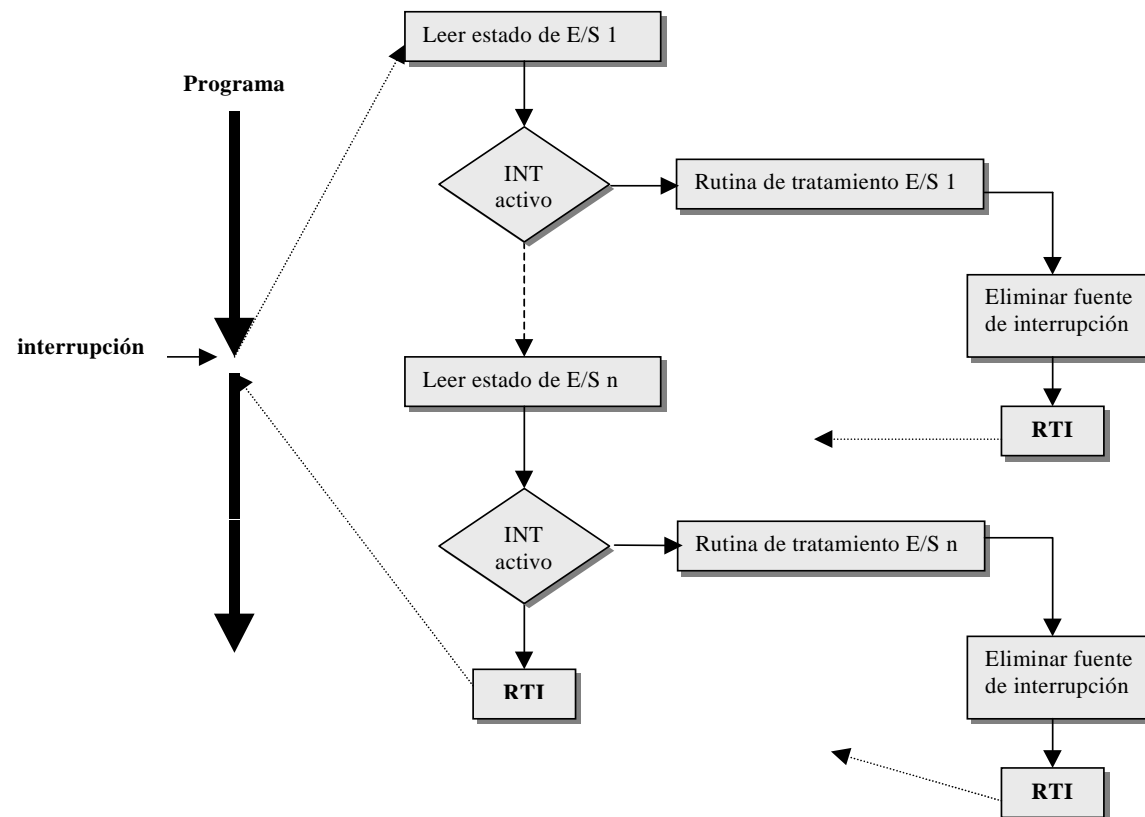 Leer estado de E/S 1
Programa
INT
activo
Rutina de tratamiento E/S 1
Eliminar fuente
de interrupción
interrupción
Leer estado de E/S n
RTI
INT
activo
Rutina de tratamiento E/S n
Eliminar fuente
de interrupción
RTI
RTI